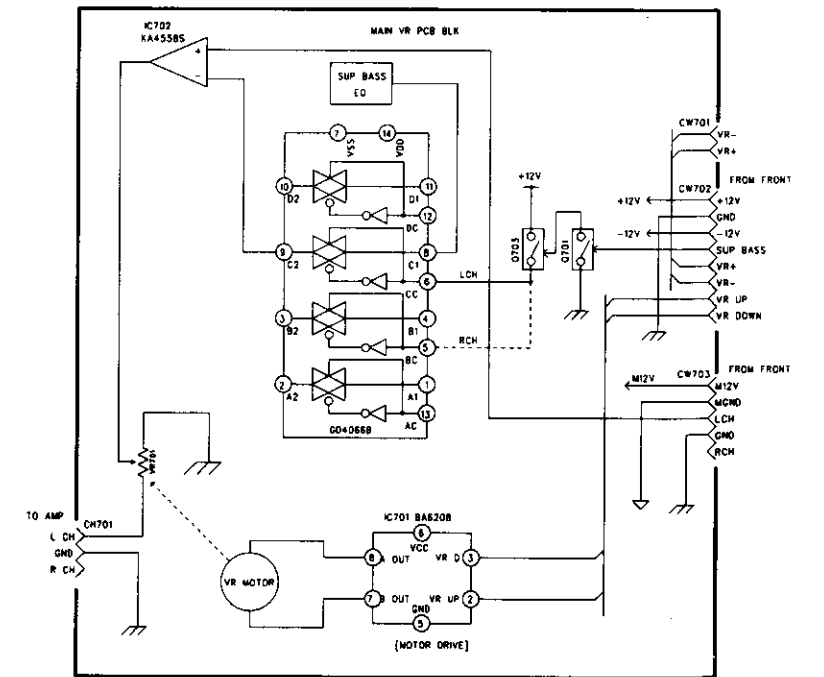 IC702
KA4558S
MAIN VR PCB BLK
+
-
SUP BASS
EQ
7
14
VSS
VDD
10
D2
11
D1
12
DC
9
C2
8
C1
6
CC
LCH
3
B2
4
B1
5
BC
RCH
2
A2
1
A1
13
AC
GD4066B
+12V
Q703
Q701
CW701
VR-
VR+
FROM FRONT
CW702
+12V
+12V
GND
-12V
-12V
SUP BASS
VR+
VR-
VR UP
VR DOWN
FROM FRONT
CW703
M12V
M12V
MGND
LCH
GND
RCH
VR701
TO AMP
CH701
L CH
GND
R CH
VR MOTOR
IC701 BA6208
6
VCC
8
A OUT
VR D
3
7
B OUT
VR UP
2
GND
5
[MOTOR DRIVE]